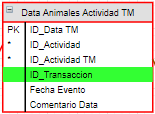 Data Animales Actividad TM
PK ID_Data TM
* ID_Actividad
* ID_Actividad TM
ID_Transaccion
Fecha Evento
Comentario Data